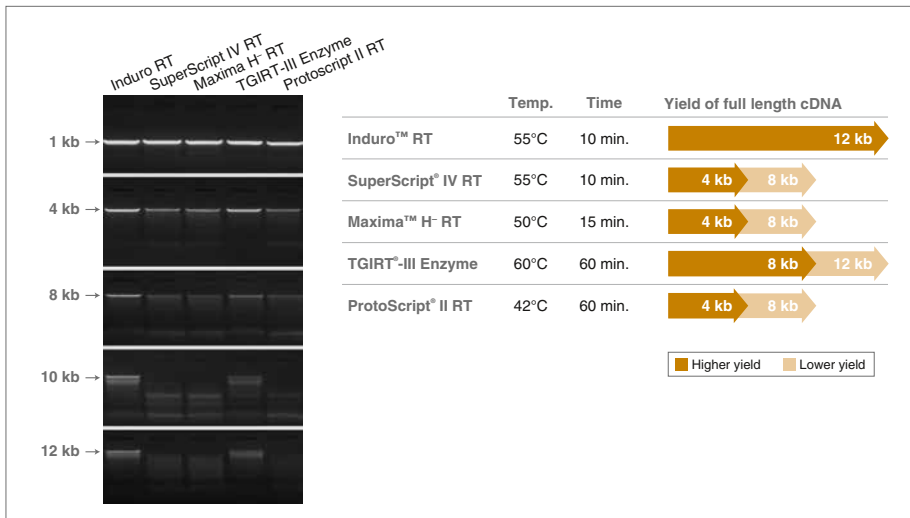 Induro RT
SuperScript IV RT
Maxima H– RT
TGIRT-III Enzyme
Protoscript II RT
1 kb →
4 kb →
8 kb →
10 kb →
12 kb →
Temp. Time Yield of full length cDNA
Induro™ RT 55°C 10 min. 12 kb
SuperScript® IV RT 55°C 10 min. 4 kb 8 kb
Maxima™ H– RT 50°C 15 min. 4 kb 8 kb
TGIRT®-III Enzyme 60°C 60 min. 8 kb 12 kb
ProtoScript® II RT 42°C 60 min. 4 kb 8 kb
Higher yield Lower yield